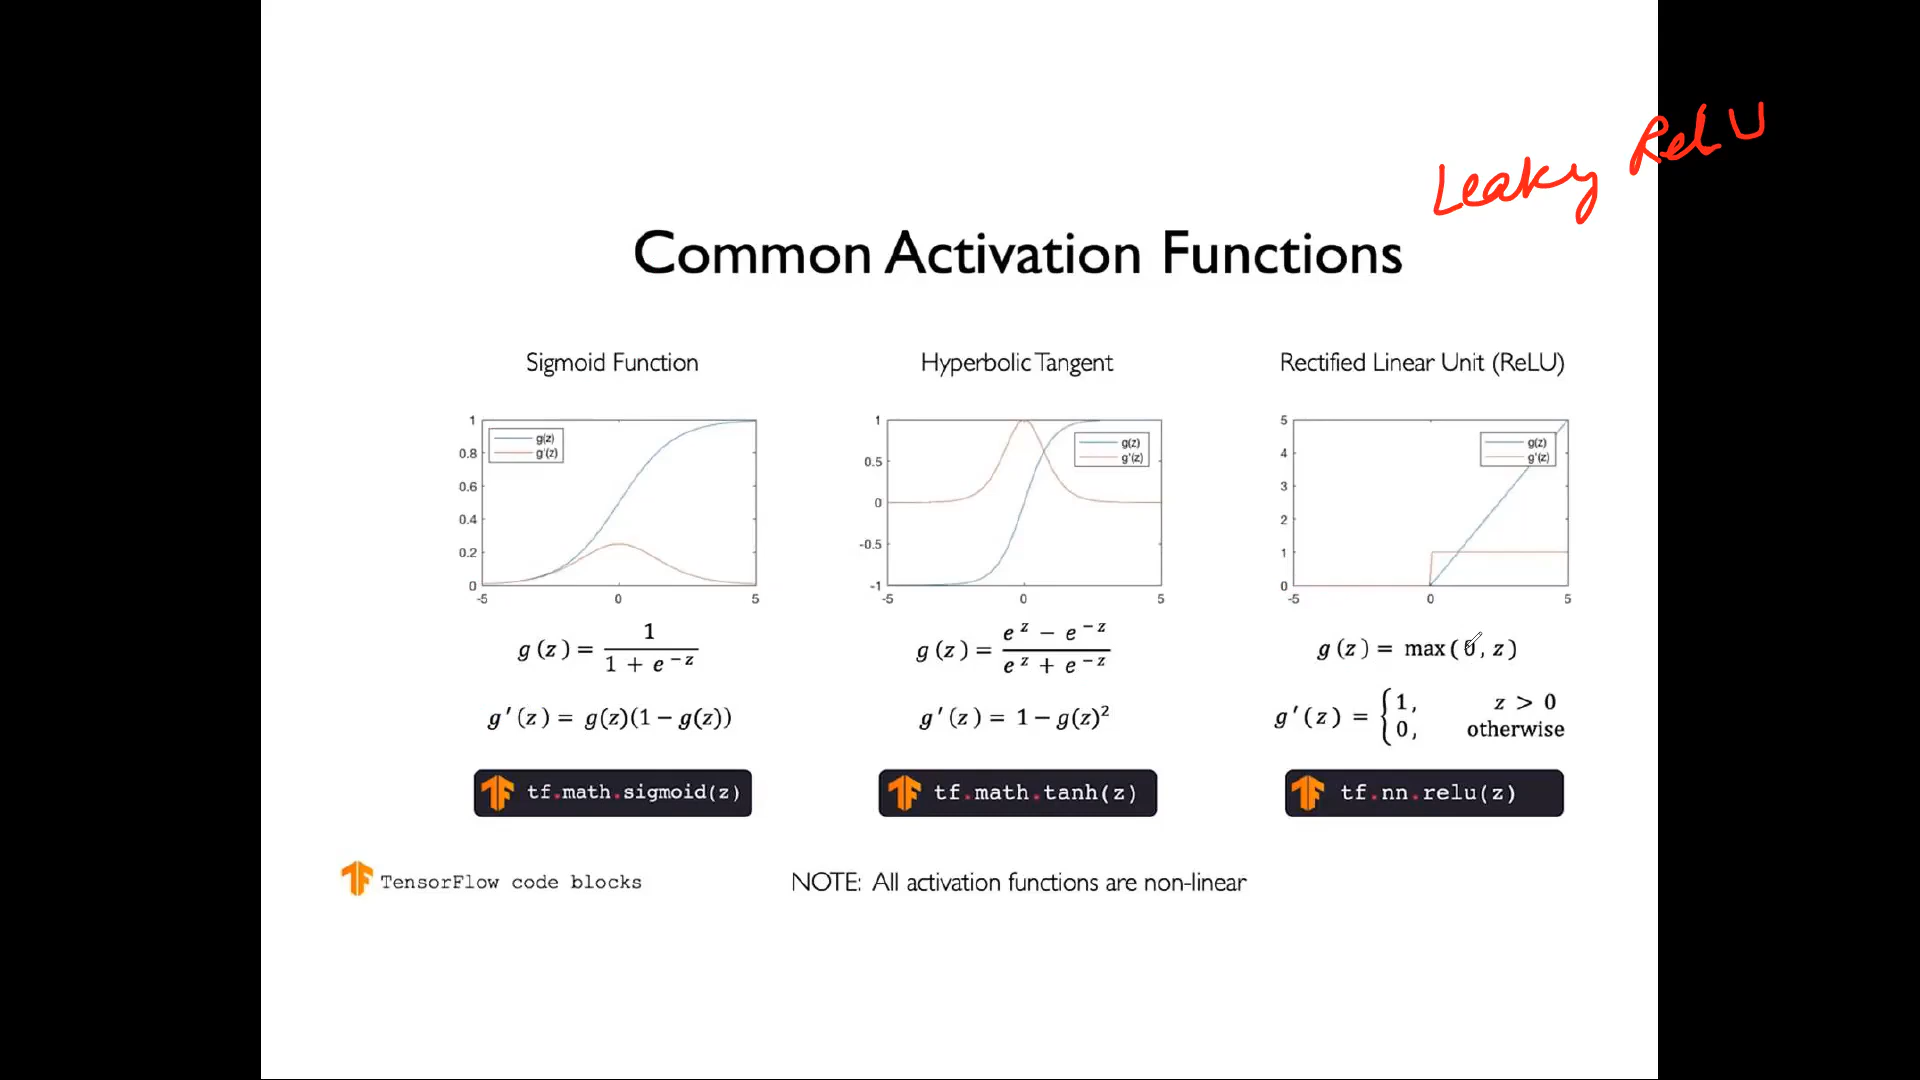 Leaky ReLU
Common Activation Functions
Sigmoid Function
1
0.8
0.6
0.4
0.2
0
-5 0 5
g(z)
g'(z)
g(z) = 1 / (1 + e^-z)
g'(z) = g(z)(1 − g(z))
tf.math.sigmoid(z)
Hyperbolic Tangent
1
0.5
0
-0.5
-1
-5 0 5
g(z)
g'(z)
g(z) = (e^z − e^-z) / (e^z + e^-z)
g'(z) = 1 − g(z)²
tf.math.tanh(z)
Rectified Linear Unit (ReLU)
5
4
3
2
1
0
-5 0 5
g(z)
g'(z)
g(z) = max(0, z)
g'(z) = { 1, z > 0
0, otherwise
tf.nn.relu(z)
TensorFlow code blocks
NOTE: All activation functions are non-linear